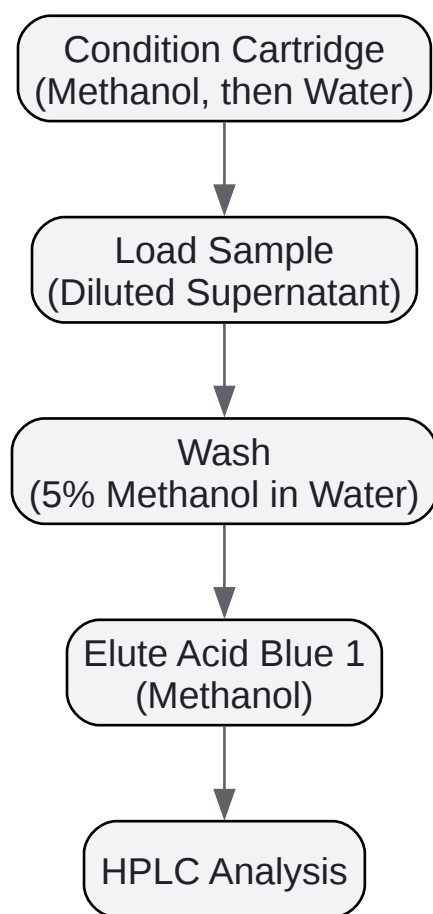 Condition Cartridge
(Methanol, then Water)
Load Sample
(Diluted Supernatant)
Wash
(5% Methanol in Water)
Elute Acid Blue 1
(Methanol)
HPLC Analysis